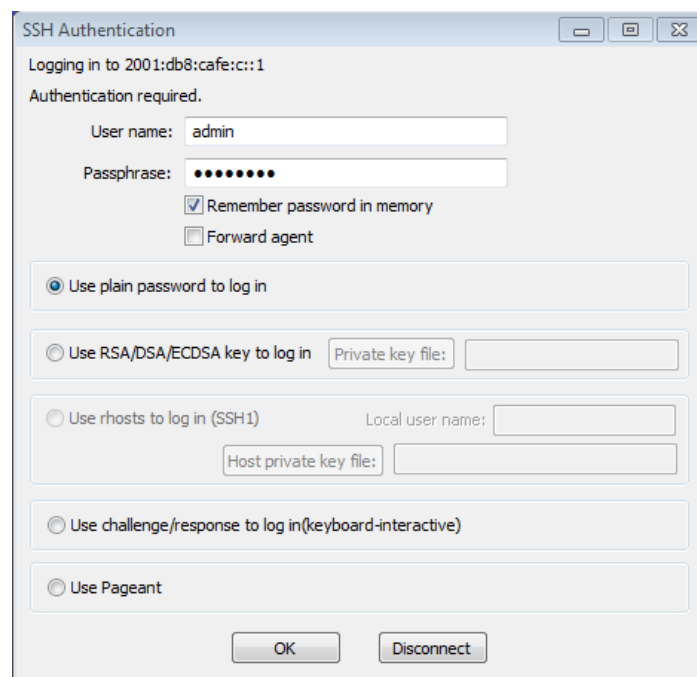 SSH Authentication
Logging in to 2001:db8:cafe:c::1
Authentication required.
User name: admin
Passphrase: ●●●●●●●●
Remember password in memory
Forward agent
Use plain password to log in
Use RSA/DSA/ECDSA key to log in Private key file:
Use rhosts to log in (SSH1) Local user name:
Host private key file:
Use challenge/response to log in(keyboard-interactive)
Use Pageant
OK Disconnect